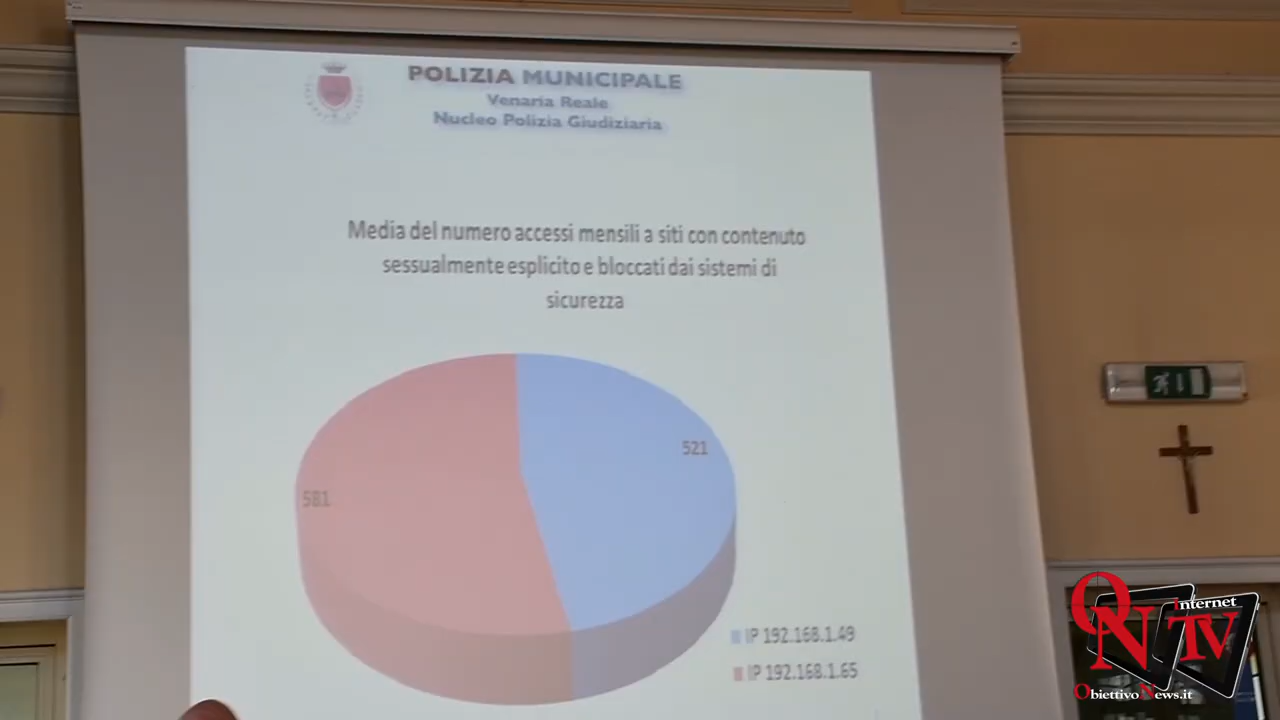 POLIZIA MUNICIPALE
Venaria Reale
Nucleo Polizia Giudiziaria
Media del numero accessi mensili a siti con contenuto
sessualmente esplicito e bloccati dai sistemi di
sicurezza
521
581
IP 192.168.1.49
IP 192.168.1.65
ON
Internet
TV
ObiettivoNews.it